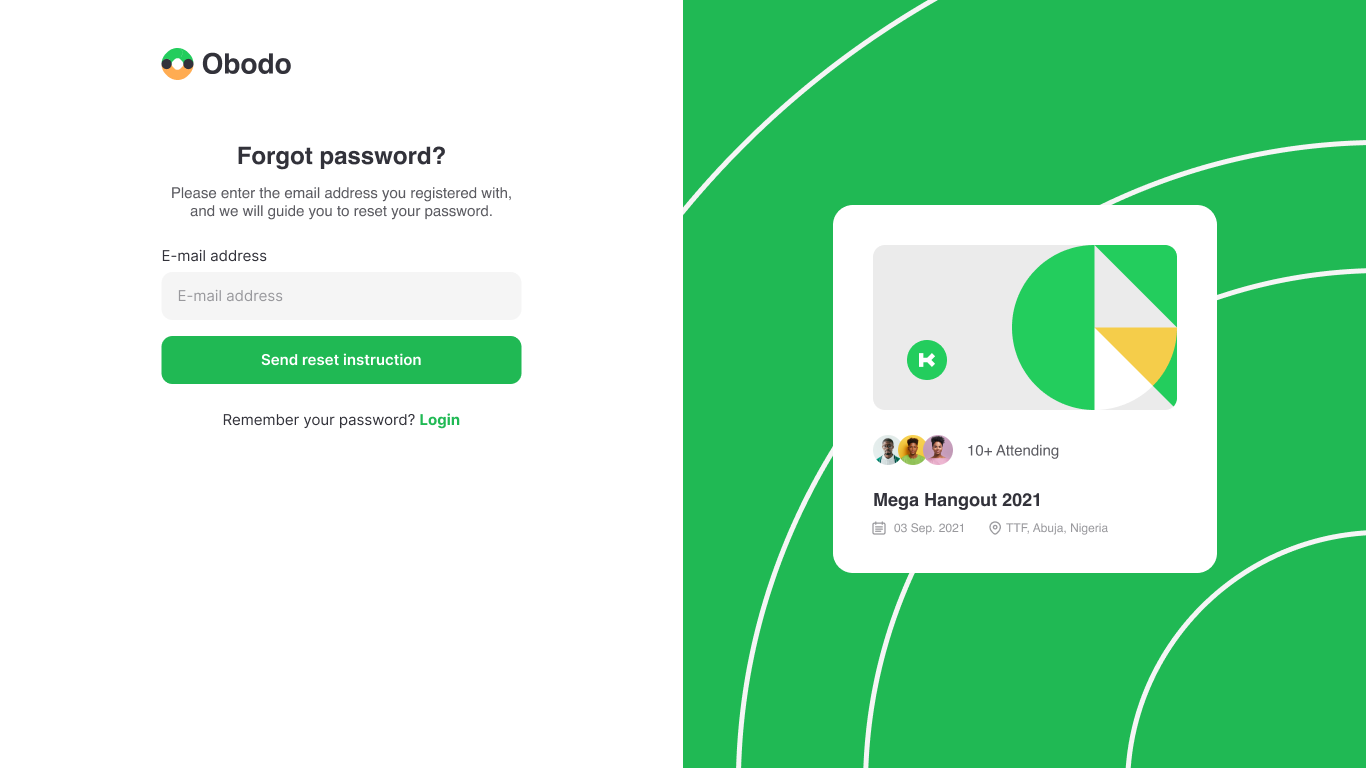 Obodo
Forgot password?
Please enter the email address you registered with,
and we will guide you to reset your password.
E-mail address
E-mail address
Send reset instruction
Remember your password? Login
10+ Attending
Mega Hangout 2021
03 Sep. 2021
TTF, Abuja, Nigeria